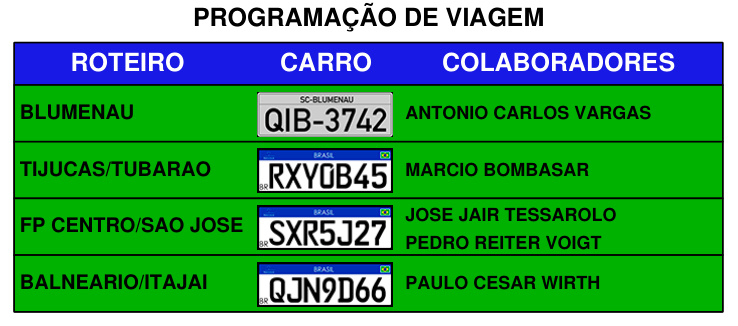 PROGRAMAÇÃO DE VIAGEM
ROTEIRO CARRO COLABORADORES
BLUMENAU SC-BLUMENAU QIB-3742 ANTONIO CARLOS VARGAS
TIJUCAS/TUBARAO BRASIL BR RXY0B45 MARCIO BOMBASAR
FP CENTRO/SAO JOSE BRASIL BR SXR5J27 JOSE JAIR TESSAROLO
PEDRO REITER VOIGT
BALNEARIO/ITAJAI BRASIL BR QJN9D66 PAULO CESAR WIRTH